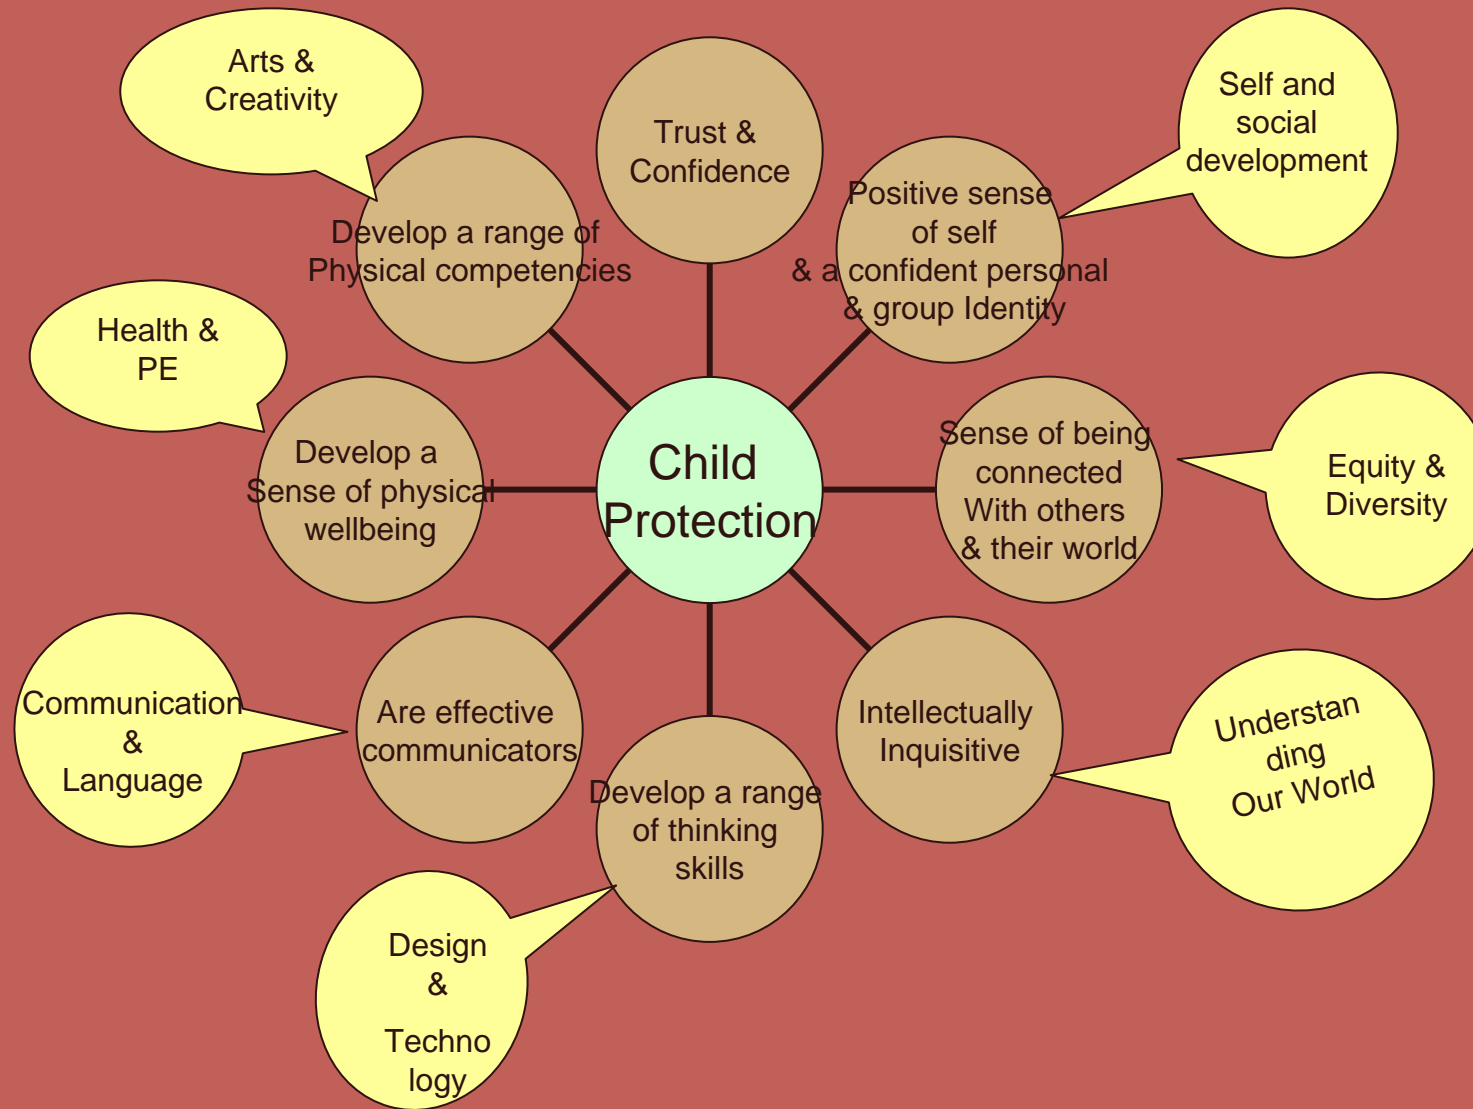 Arts &
Creativity
Trust &
Confidence
Self and
social
development
Develop a range of
Physical competencies
Positive sense
of self
& a confident personal
& group Identity
Health &
PE
Develop a
Sense of physical
wellbeing
Child
Protection
Sense of being
connected
With others
& their world
Equity &
Diversity
Communication
&
Language
Are effective
communicators
Develop a range
of thinking
skills
Intellectually
Inquisitive
Understan
ding
Our World
Design
&
Techno
logy